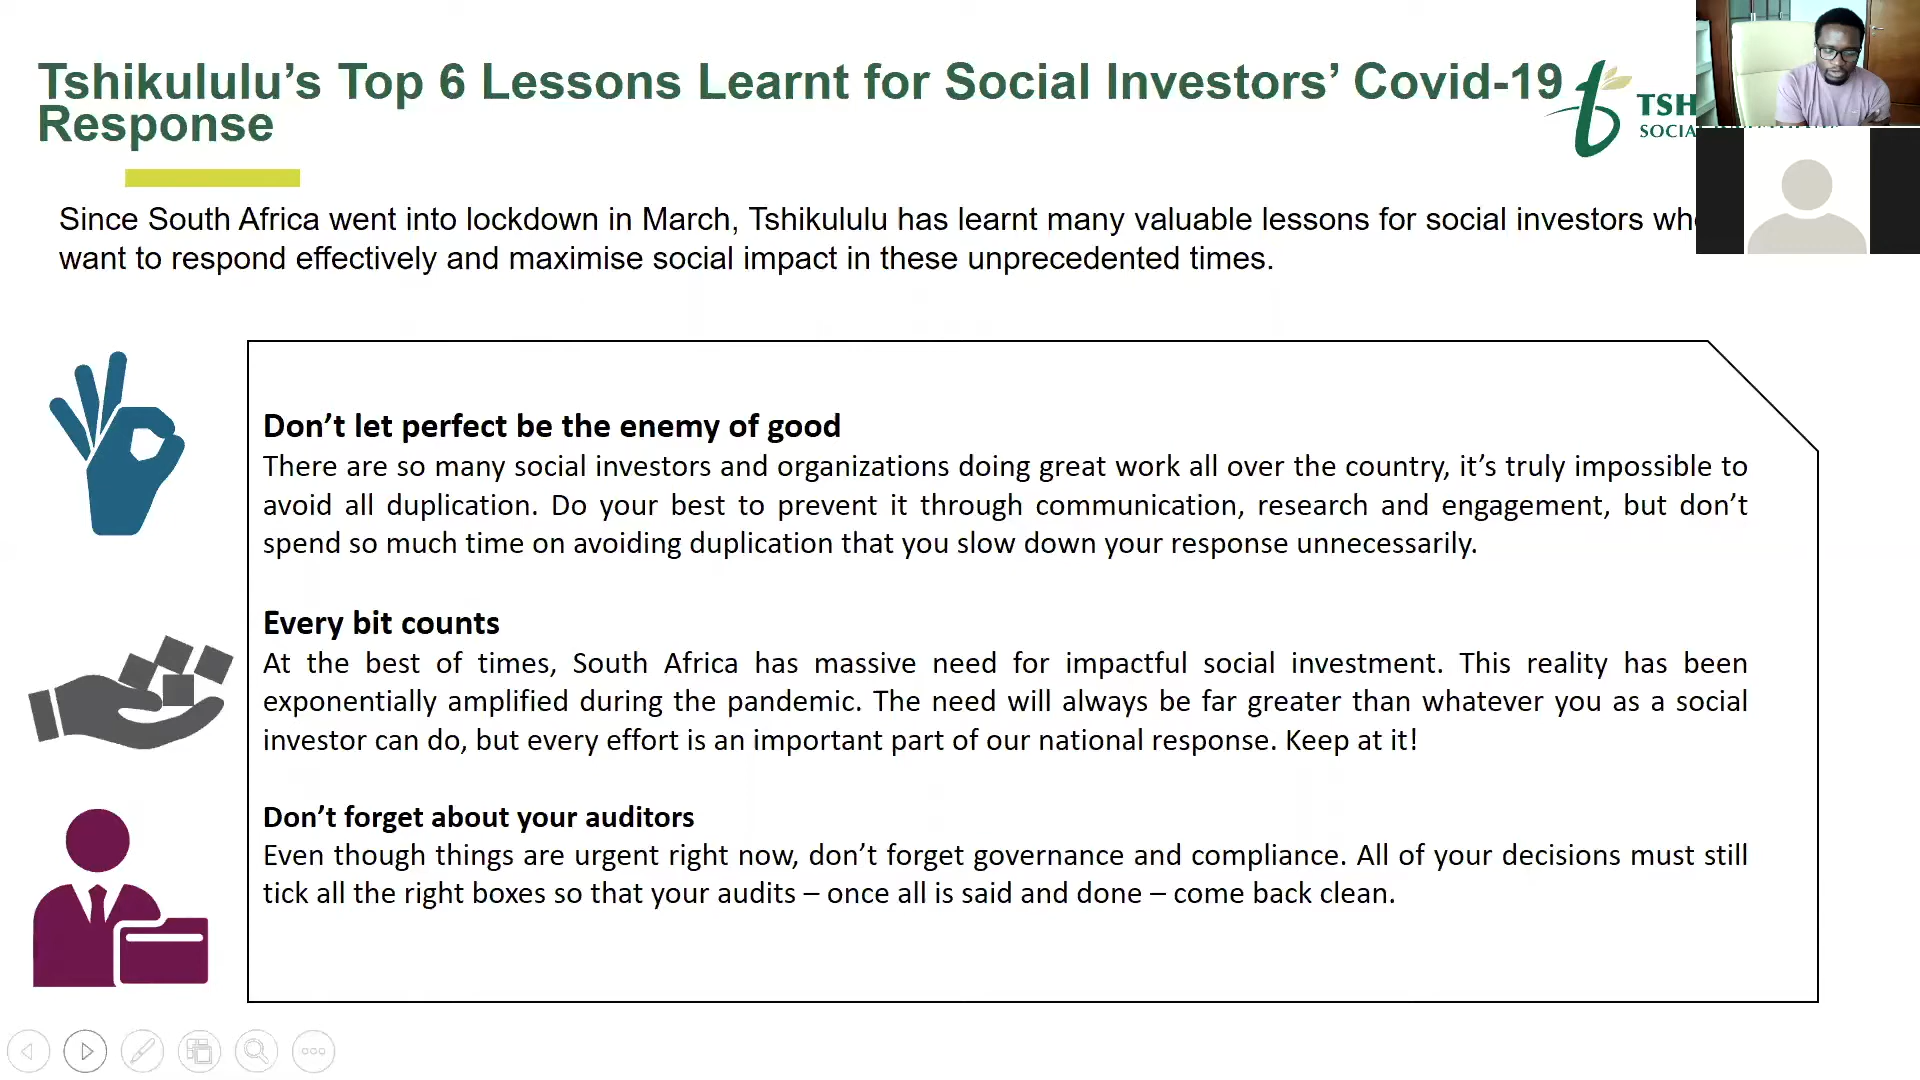 Tshikululu’s Top 6 Lessons Learnt for Social Investors’ Covid-19
Response
TSH
SOCIA
Since South Africa went into lockdown in March, Tshikululu has learnt many valuable lessons for social investors
want to respond effectively and maximise social impact in these unprecedented times.
Don’t let perfect be the enemy of good
There are so many social investors and organizations doing great work all over the country, it’s truly impossible to
avoid all duplication. Do your best to prevent it through communication, research and engagement, but don’t
spend so much time on avoiding duplication that you slow down your response unnecessarily.
Every bit counts
At the best of times, South Africa has massive need for impactful social investment. This reality has been
exponentially amplified during the pandemic. The need will always be far greater than whatever you as a social
investor can do, but every effort is an important part of our national response. Keep at it!
Don’t forget about your auditors
Even though things are urgent right now, don’t forget governance and compliance. All of your decisions must still
tick all the right boxes so that your audits – once all is said and done – come back clean.